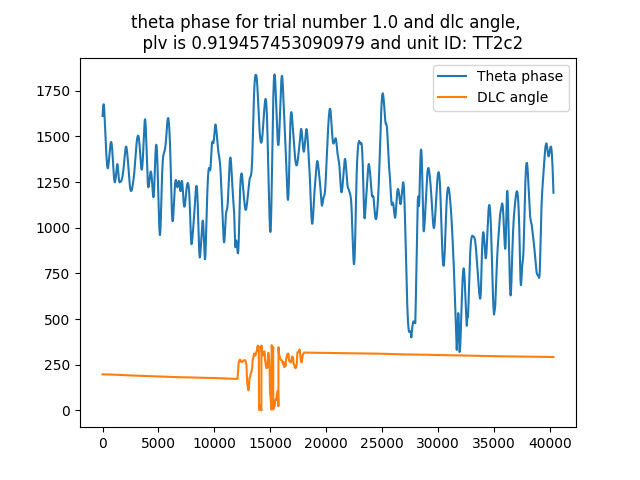 theta phase for trial number 1.0 and dlc angle,
plv is 0.919457453090979 and unit ID: TT2c2
Theta phase
DLC angle
1750
1500
1250
1000
750
500
250
0
0 5000 10000 15000 20000 25000 30000 35000 40000